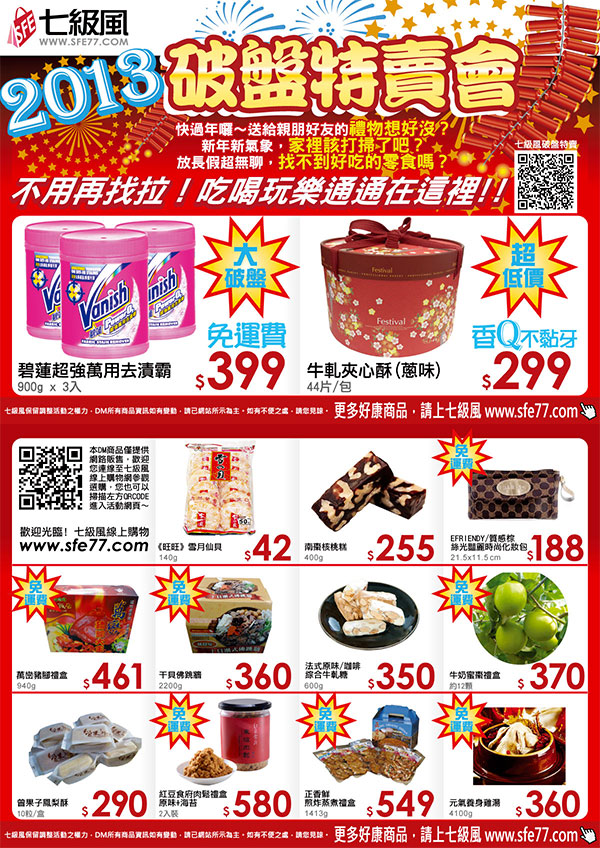 SFE 七級風
WWW.SFE77.COM
2013破盤特賣會
快過年囉～送給親朋好友的禮物想好沒？
新年新氣象，家裡該打掃了吧？
放長假超無聊，找不到好吃的零食嗎？
七級風破盤特賣
不用再找拉！吃喝玩樂通通在這裡!!
Vanish
Vanish
大破盤
免運費
碧蓮超強萬用去漬霸
900g x 3入
$399
Festival
Festival
超低價
香Q不黏牙
牛軋夾心酥(蔥味)
44片/包
$299
七級風保留調整活動之權力，DM所有商品資訊如有變動，請已網站所示為主。如有不便之處，請您見諒。 更多好康商品，請上七級風 www.sfe77.com
本DM商品僅提供
網路販售，歡迎
您連線至七級風
線上購物網參觀
選購，您也可以
掃描左方QRCODE
進入活動網頁～
歡迎光臨! 七級風線上購物
www.sfe77.com
《旺旺》雪月仙貝
140g
$42
南棗核桃糕
400g
$255
免運費
EFRIENDY/質感棕
絲光豔麗時尚化妝包
21.5x11.5cm
$188
免運費
萬巒豬腳禮盒
940g
$461
免運費
干貝佛跳牆
2200g
$360
法式原味/咖啡
綜合牛軋糖
600g
$350
免運費
牛奶蜜棗禮盒
約12顆
$370
曾果子鳳梨酥
10粒/盒
$290
免運費
紅豆食府肉鬆禮盒
原味+海苔
2入裝
$580
免運費
正香鮮
煎炸蒸煮禮盒
1413g
$549
免運費
元氣養身雞湯
4100g
$360
七級風保留調整活動之權力，DM所有商品資訊如有變動，請已網站所示為主。如有不便之處，請您見諒。 更多好康商品，請上七級風 www.sfe77.com